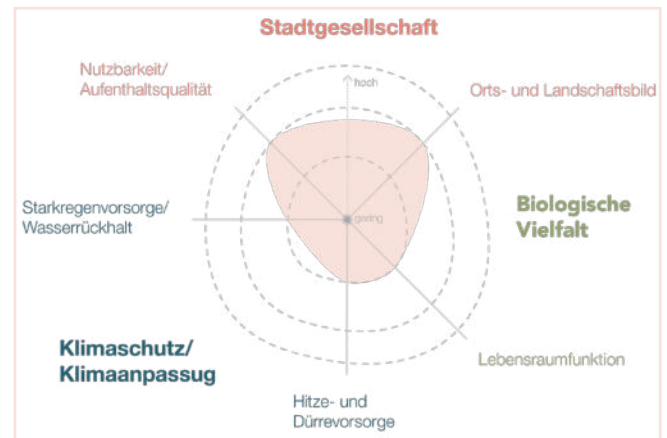 Stadtgesellschaft
Nutzbarkeit/
Aufenthaltsqualität
hoch
Orts- und Landschaftsbild
Starkregenvorsorge/
Wasserrückhalt
gering
Biologische
Vielfalt
Klimaschutz/
Klimaanpassug
Lebensraumfunktion
Hitze- und
Dürrevorsorge